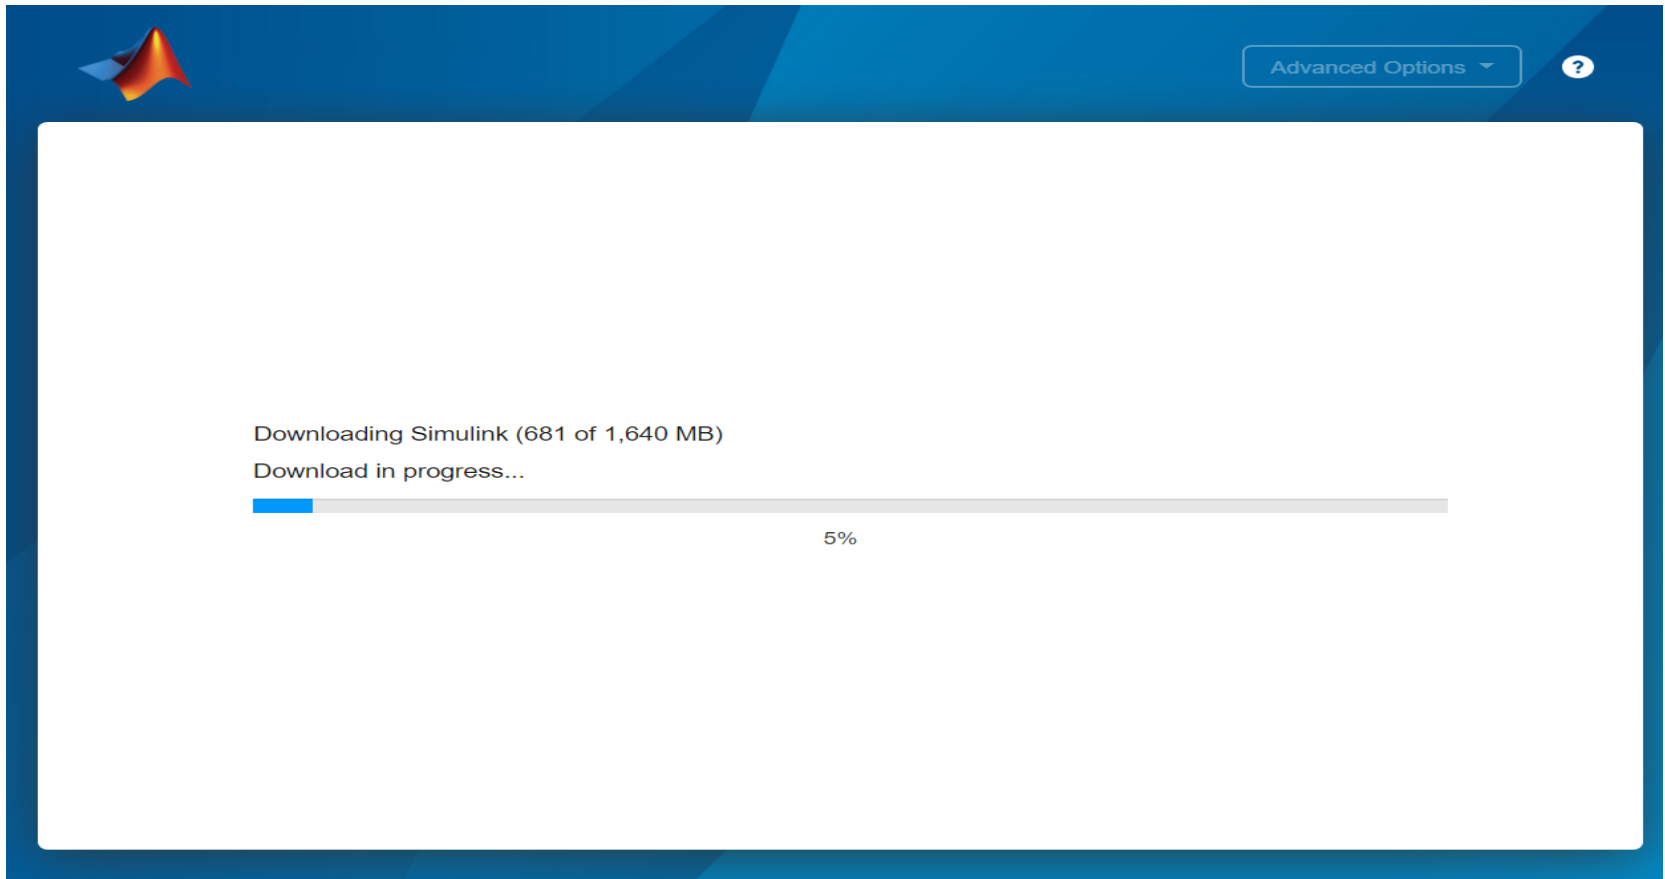 Advanced Options
?
Downloading Simulink (681 of 1,640 MB)
Download in progress...
5%